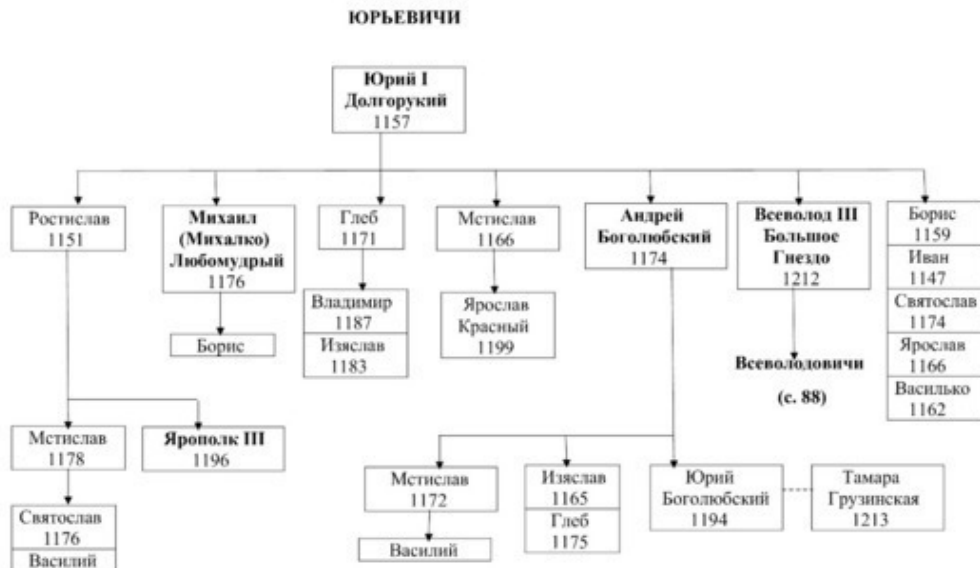 ЮРЬЕВИЧИ
Юрий I
Долгорукий
1157
Ростислав
1151
Михаил
(Михалко)
Любомудрый
1176
Глеб
1171
Мстислав
1166
Андрей
Боголюбский
1174
Всеволод III
Большое
Гнездо
1212
Борис
1159
Иван
1147
Святослав
1174
Ярослав
1166
Василько
1162
Борис
Владимир
1187
Изяслав
1183
Ярослав
Красный
1199
Всеволодовичи
(с. 88)
Мстислав
1178
Ярополк III
1196
Святослав
1176
Василий
Мстислав
1172
Василий
Изяслав
1165
Глеб
1175
Юрий
Боголюбский
1194
Тамара
Грузинская
1213